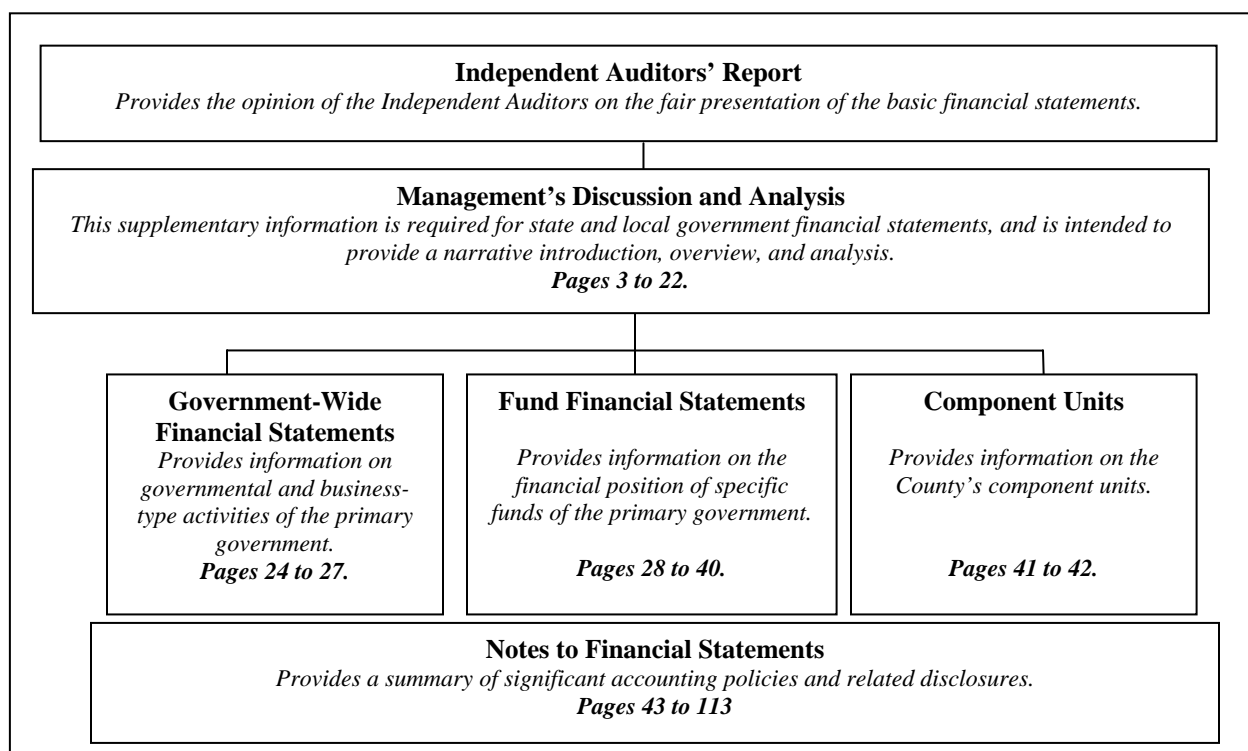 Independent Auditors’ Report
Provides the opinion of the Independent Auditors on the fair presentation of the basic financial statements.
Management’s Discussion and Analysis
This supplementary information is required for state and local government financial statements, and is intended to
provide a narrative introduction, overview, and analysis.
Pages 3 to 22.
Government-Wide
Financial Statements
Provides information on
governmental and business-
type activities of the primary
government.
Pages 24 to 27.
Fund Financial Statements
Provides information on the
financial position of specific
funds of the primary government.
Pages 28 to 40.
Component Units
Provides information on the
County’s component units.
Pages 41 to 42.
Notes to Financial Statements
Provides a summary of significant accounting policies and related disclosures.
Pages 43 to 113